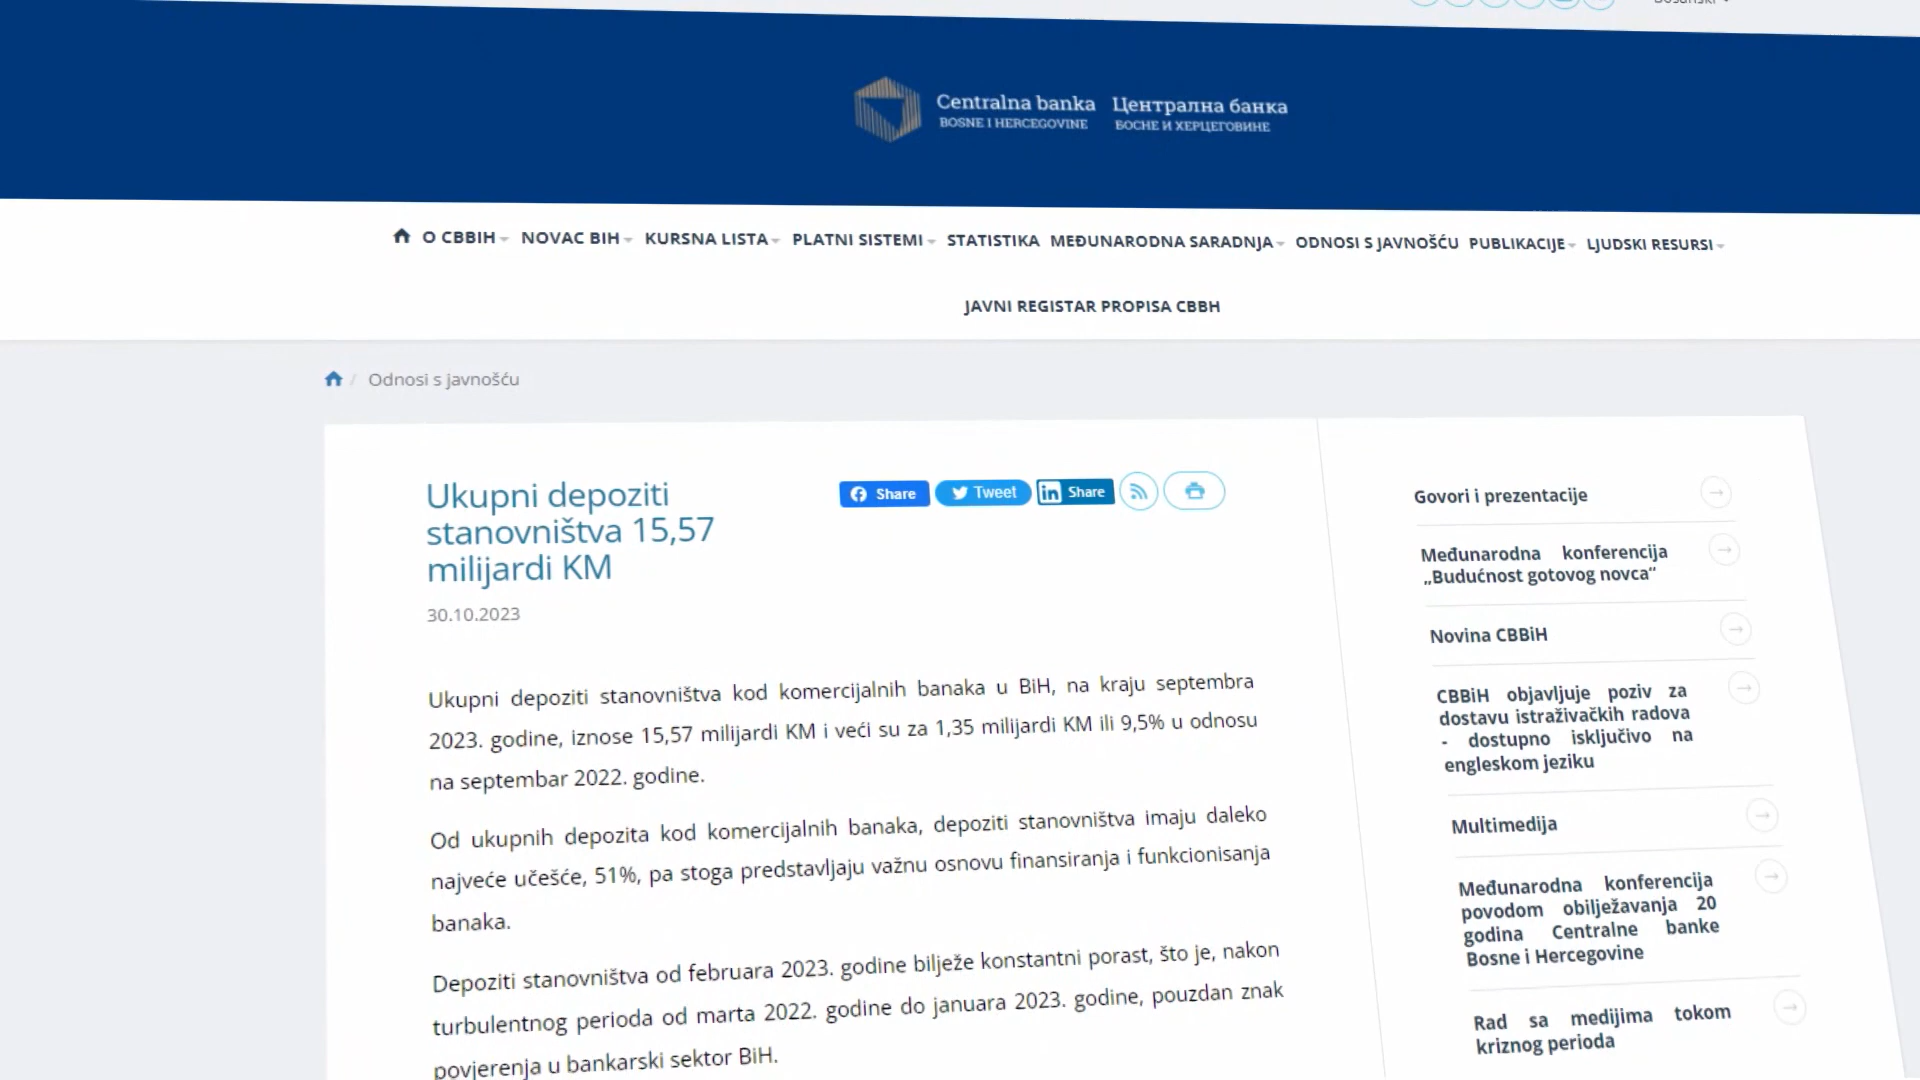 Bosanski
Centralna banka Централна банка
BOSNE I HERCEGOVINE БОСНЕ И ХЕРЦЕГОВИНЕ
O CBBIH NOVAC BIH KURSNA LISTA PLATNI SISTEMI STATISTIKA MEĐUNARODNA SARADNJA ODNOSI S JAVNOŠĆU PUBLIKACIJE LJUDSKI RESURSI
JAVNI REGISTAR PROPISA CBBH
/ Odnosi s javnošću
Ukupni depoziti
stanovništva 15,57
milijardi KM
Share Tweet in Share
30.10.2023
Ukupni depoziti stanovništva kod komercijalnih banaka u BiH, na kraju septembra
2023. godine, iznose 15,57 milijardi KM i veći su za 1,35 milijardi KM ili 9,5% u odnosu
na septembar 2022. godine.
Od ukupnih depozita kod komercijalnih banaka, depoziti stanovništva imaju daleko
najveće učešće, 51%, pa stoga predstavljaju važnu osnovu finansiranja i funkcionisanja
banaka.
Depoziti stanovništva od februara 2023. godine bilježe konstantni porast, što je, nakon
turbulentnog perioda od marta 2022. godine do januara 2023. godine, pouzdan znak
povjerenja u bankarski sektor BiH.
Govori i prezentacije
Međunarodna konferencija
„Budućnost gotovog novca“
Novina CBBiH
CBBiH objavljuje poziv za
dostavu istraživačkih radova
- dostupno isključivo na
engleskom jeziku
Multimedija
Međunarodna konferencija
povodom obilježavanja 20
godina Centralne banke
Bosne i Hercegovine
Rad sa medijima tokom
kriznog perioda